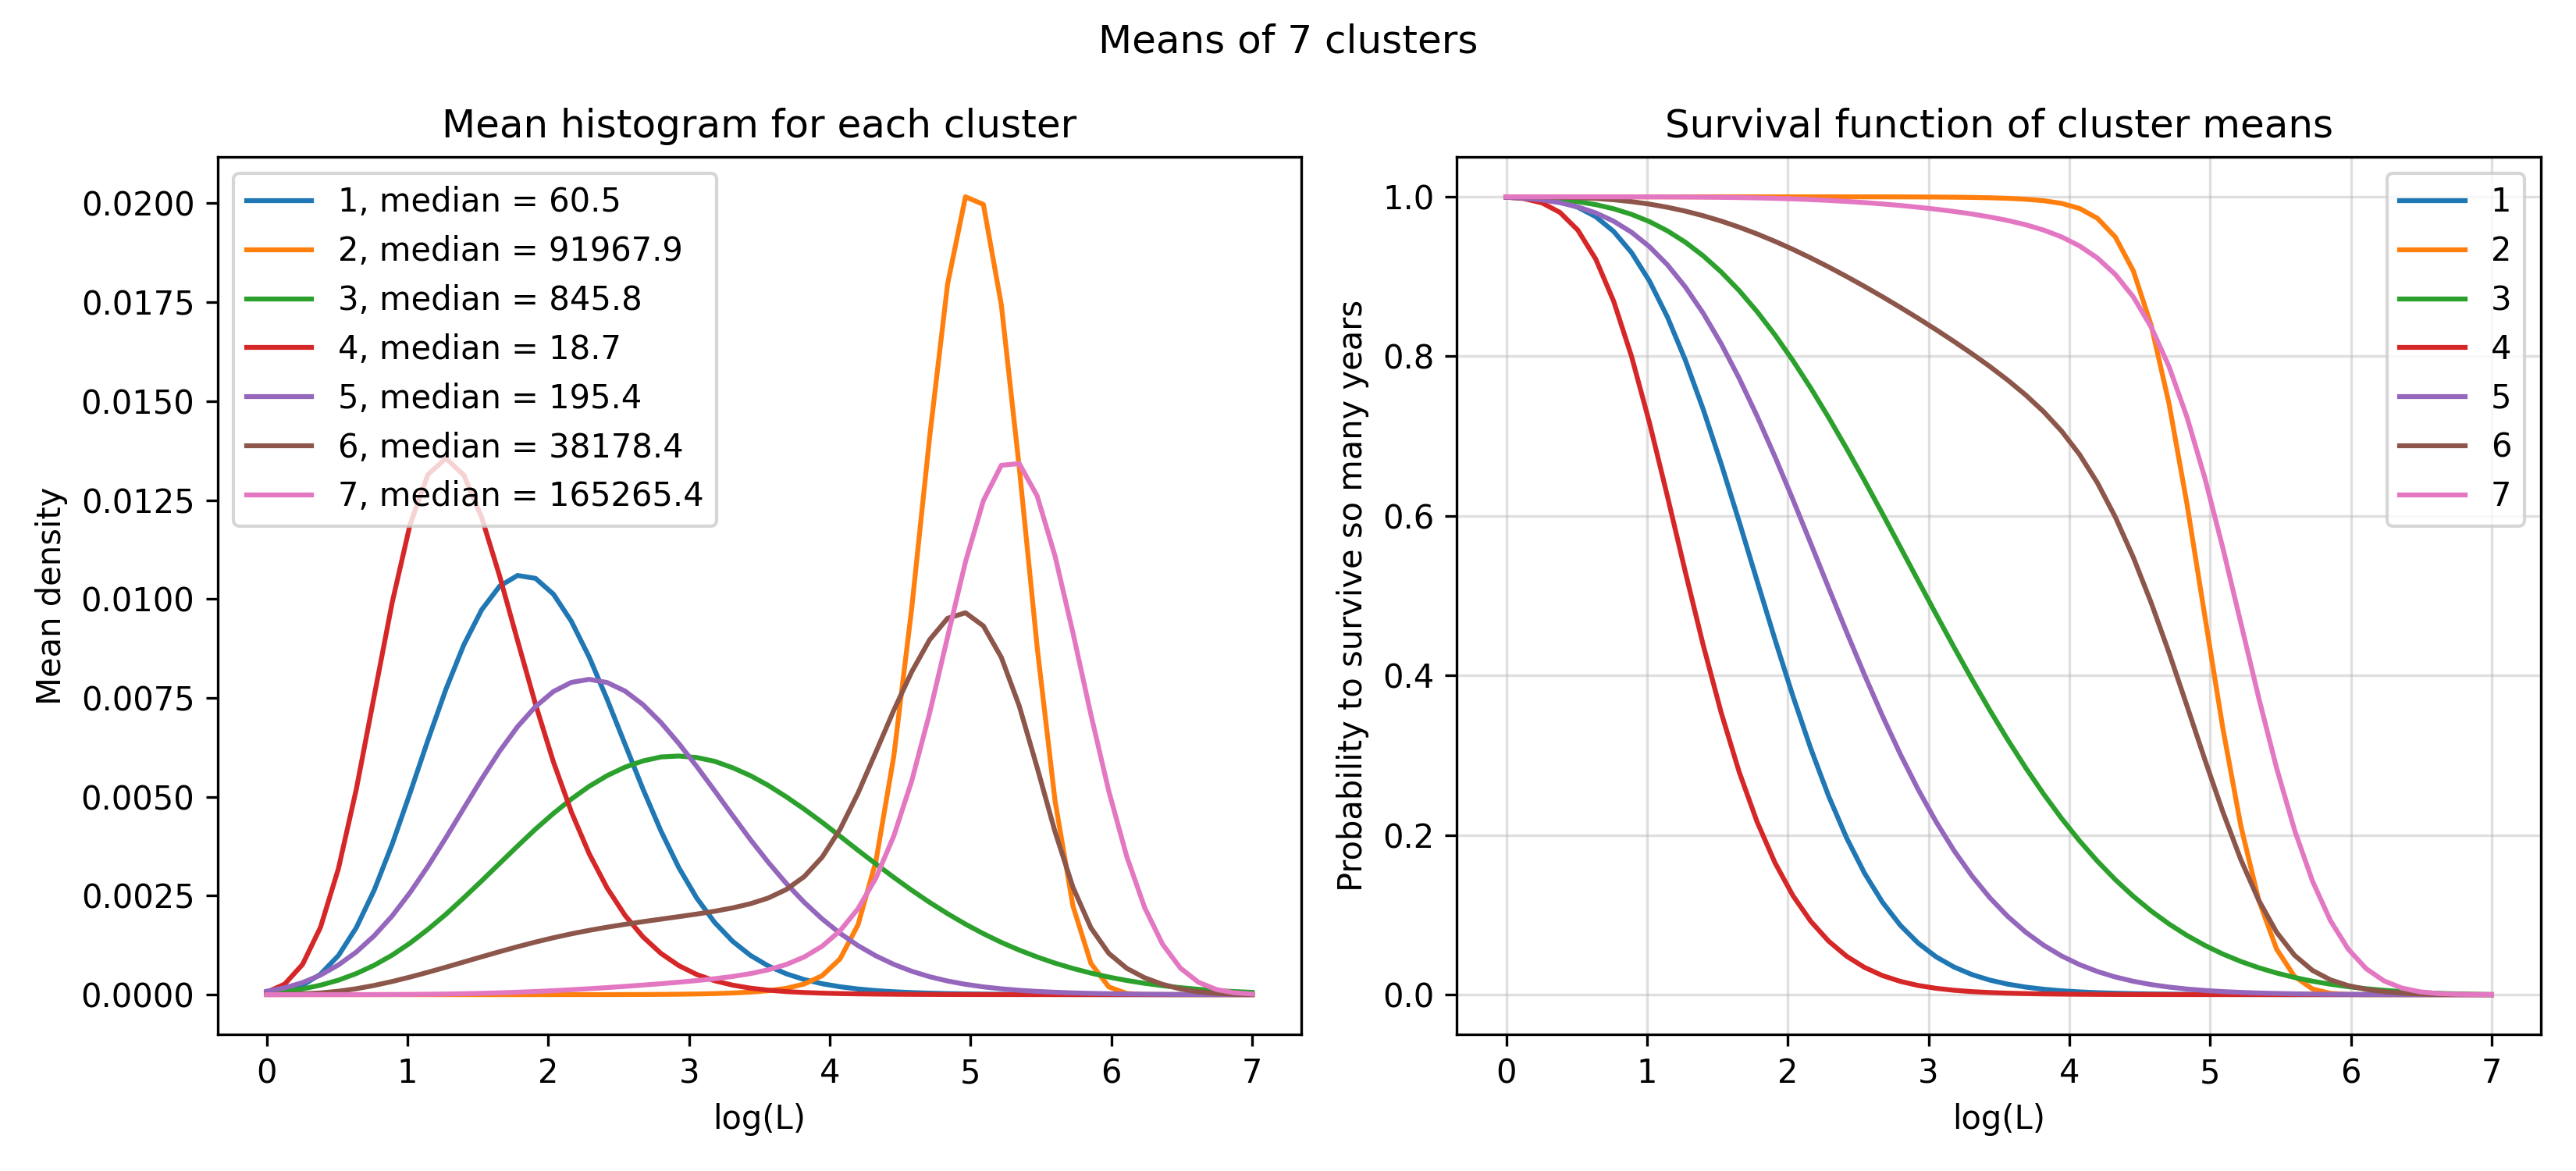 Means of 7 clusters
Mean histogram for each cluster
Mean density
0.0200
0.0175
0.0150
0.0125
0.0100
0.0075
0.0050
0.0025
0.0000
1, median = 60.5
2, median = 91967.9
3, median = 845.8
4, median = 18.7
5, median = 195.4
6, median = 38178.4
7, median = 165265.4
0 1 2 3 4 5 6 7
log(L)
Survival function of cluster means
Probability to survive so many years
1.0
0.8
0.6
0.4
0.2
0.0
1
2
3
4
5
6
7
0 1 2 3 4 5 6 7
log(L)